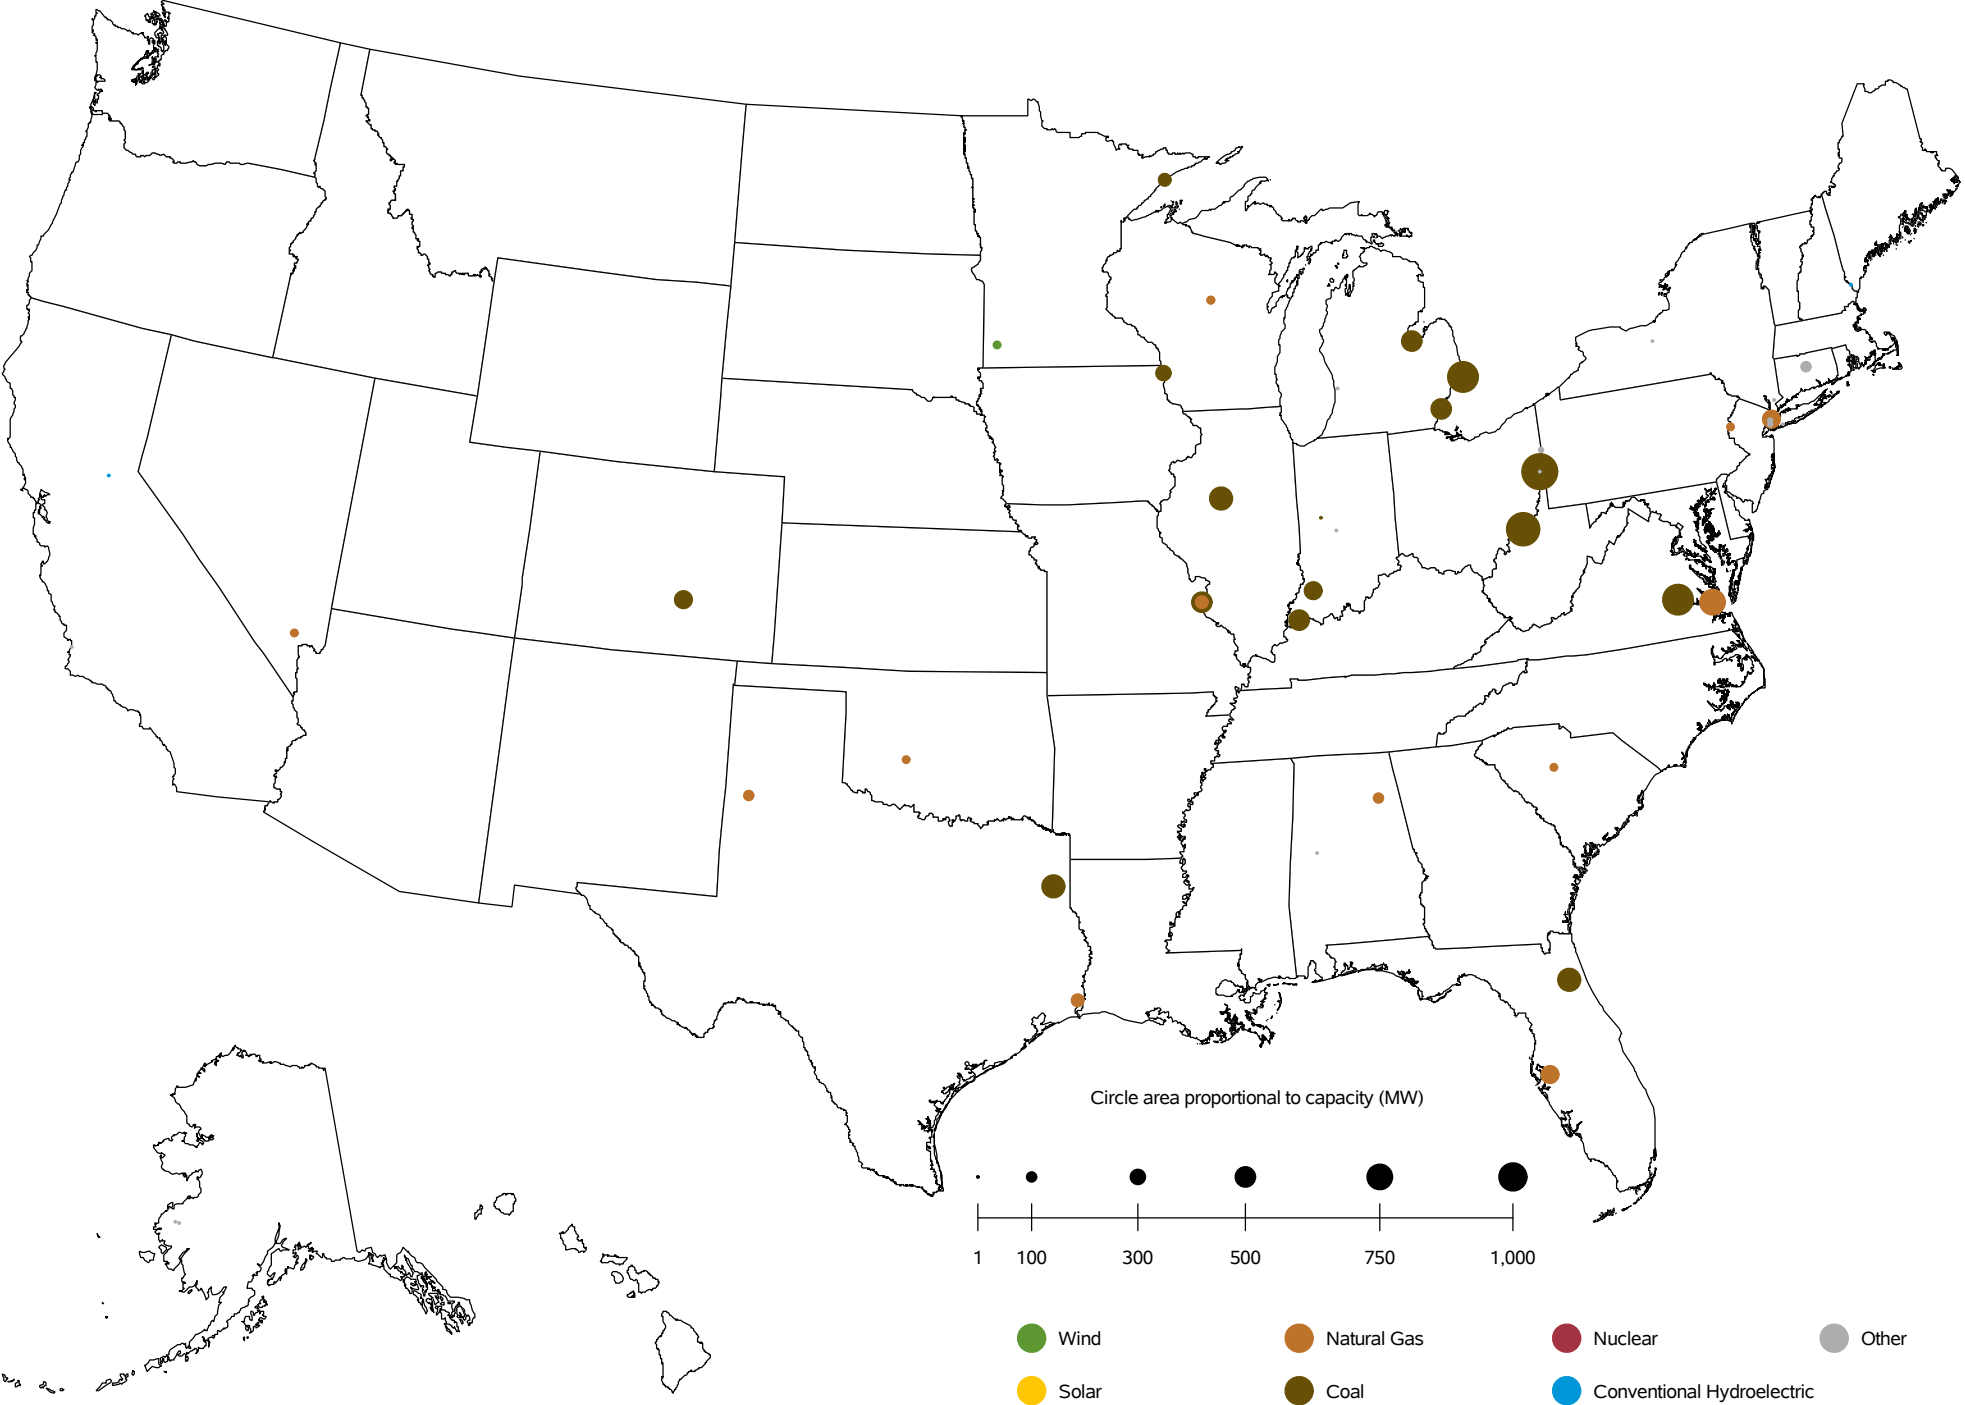 Circle area proportional to capacity (MW)
1 100 300 500 750 1,000
Wind Natural Gas Nuclear Other
Solar Coal Conventional Hydroelectric